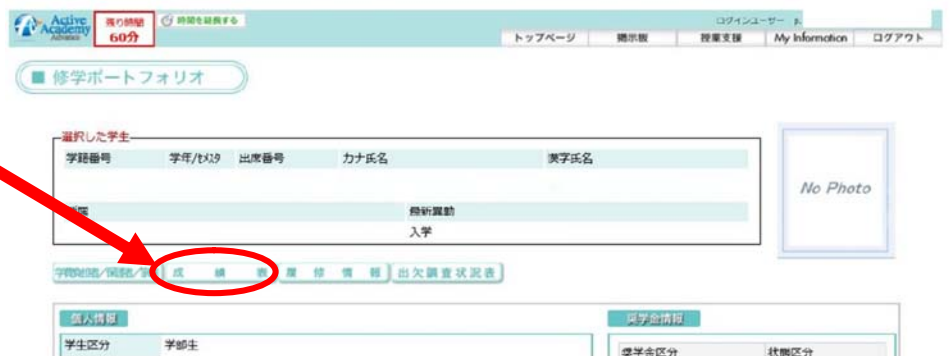 Active Academy Advance
残り時間
60分
時間を延長する
ログインユーザー
トップページ 掲示板 授業支援 My Information ログアウト
■ 修学ポートフォリオ
選択した学生
学籍番号 学年/セメスタ 出席番号 カナ氏名 漢字氏名
No Photo
最新異動
入学
成績表 履修情報 出欠調査状況表
個人情報 奨学金情報
学生区分 学部生 奨学金区分 状態区分